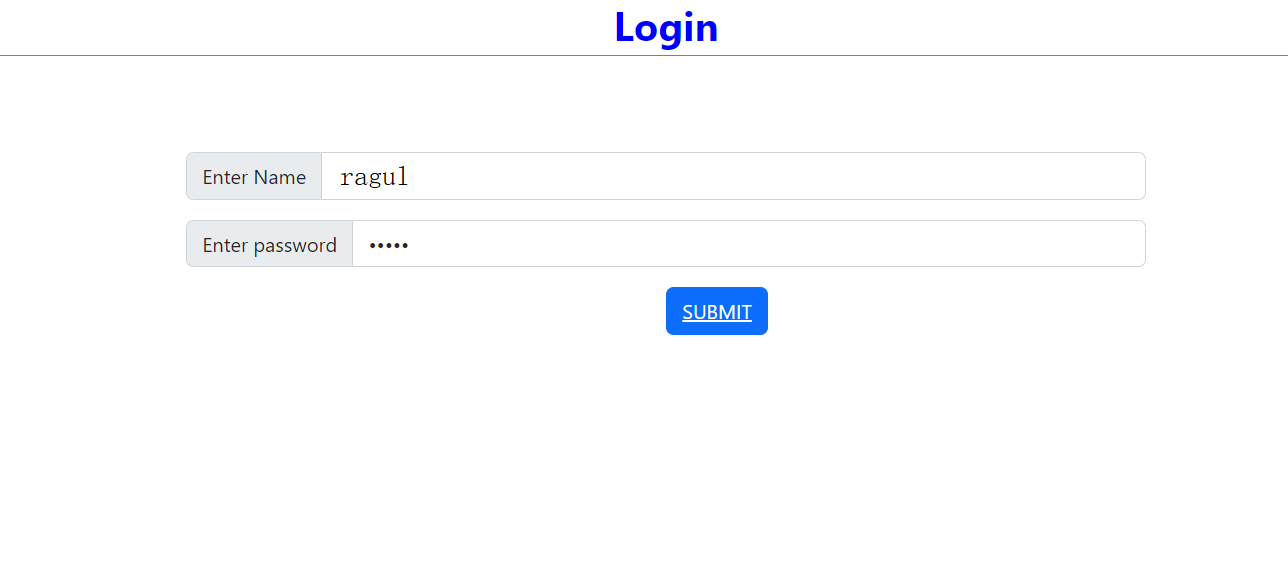 Login
Enter Name ragul
Enter password •••••
SUBMIT